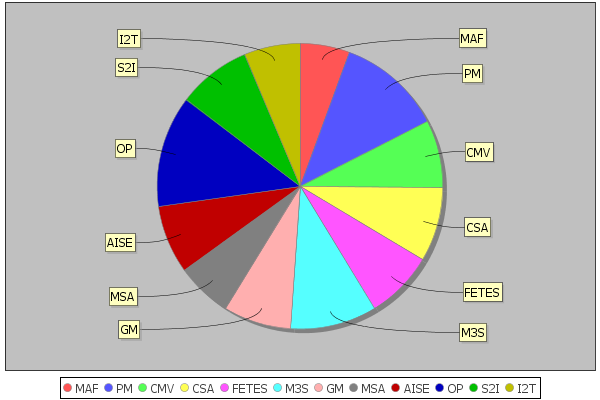 I2T
MAF
S2I
PM
OP
CMV
CSA
AISE
MSA
FETES
GM
M3S
MAF PM CMV CSA FETES M3S GM MSA AISE OP S2I I2T